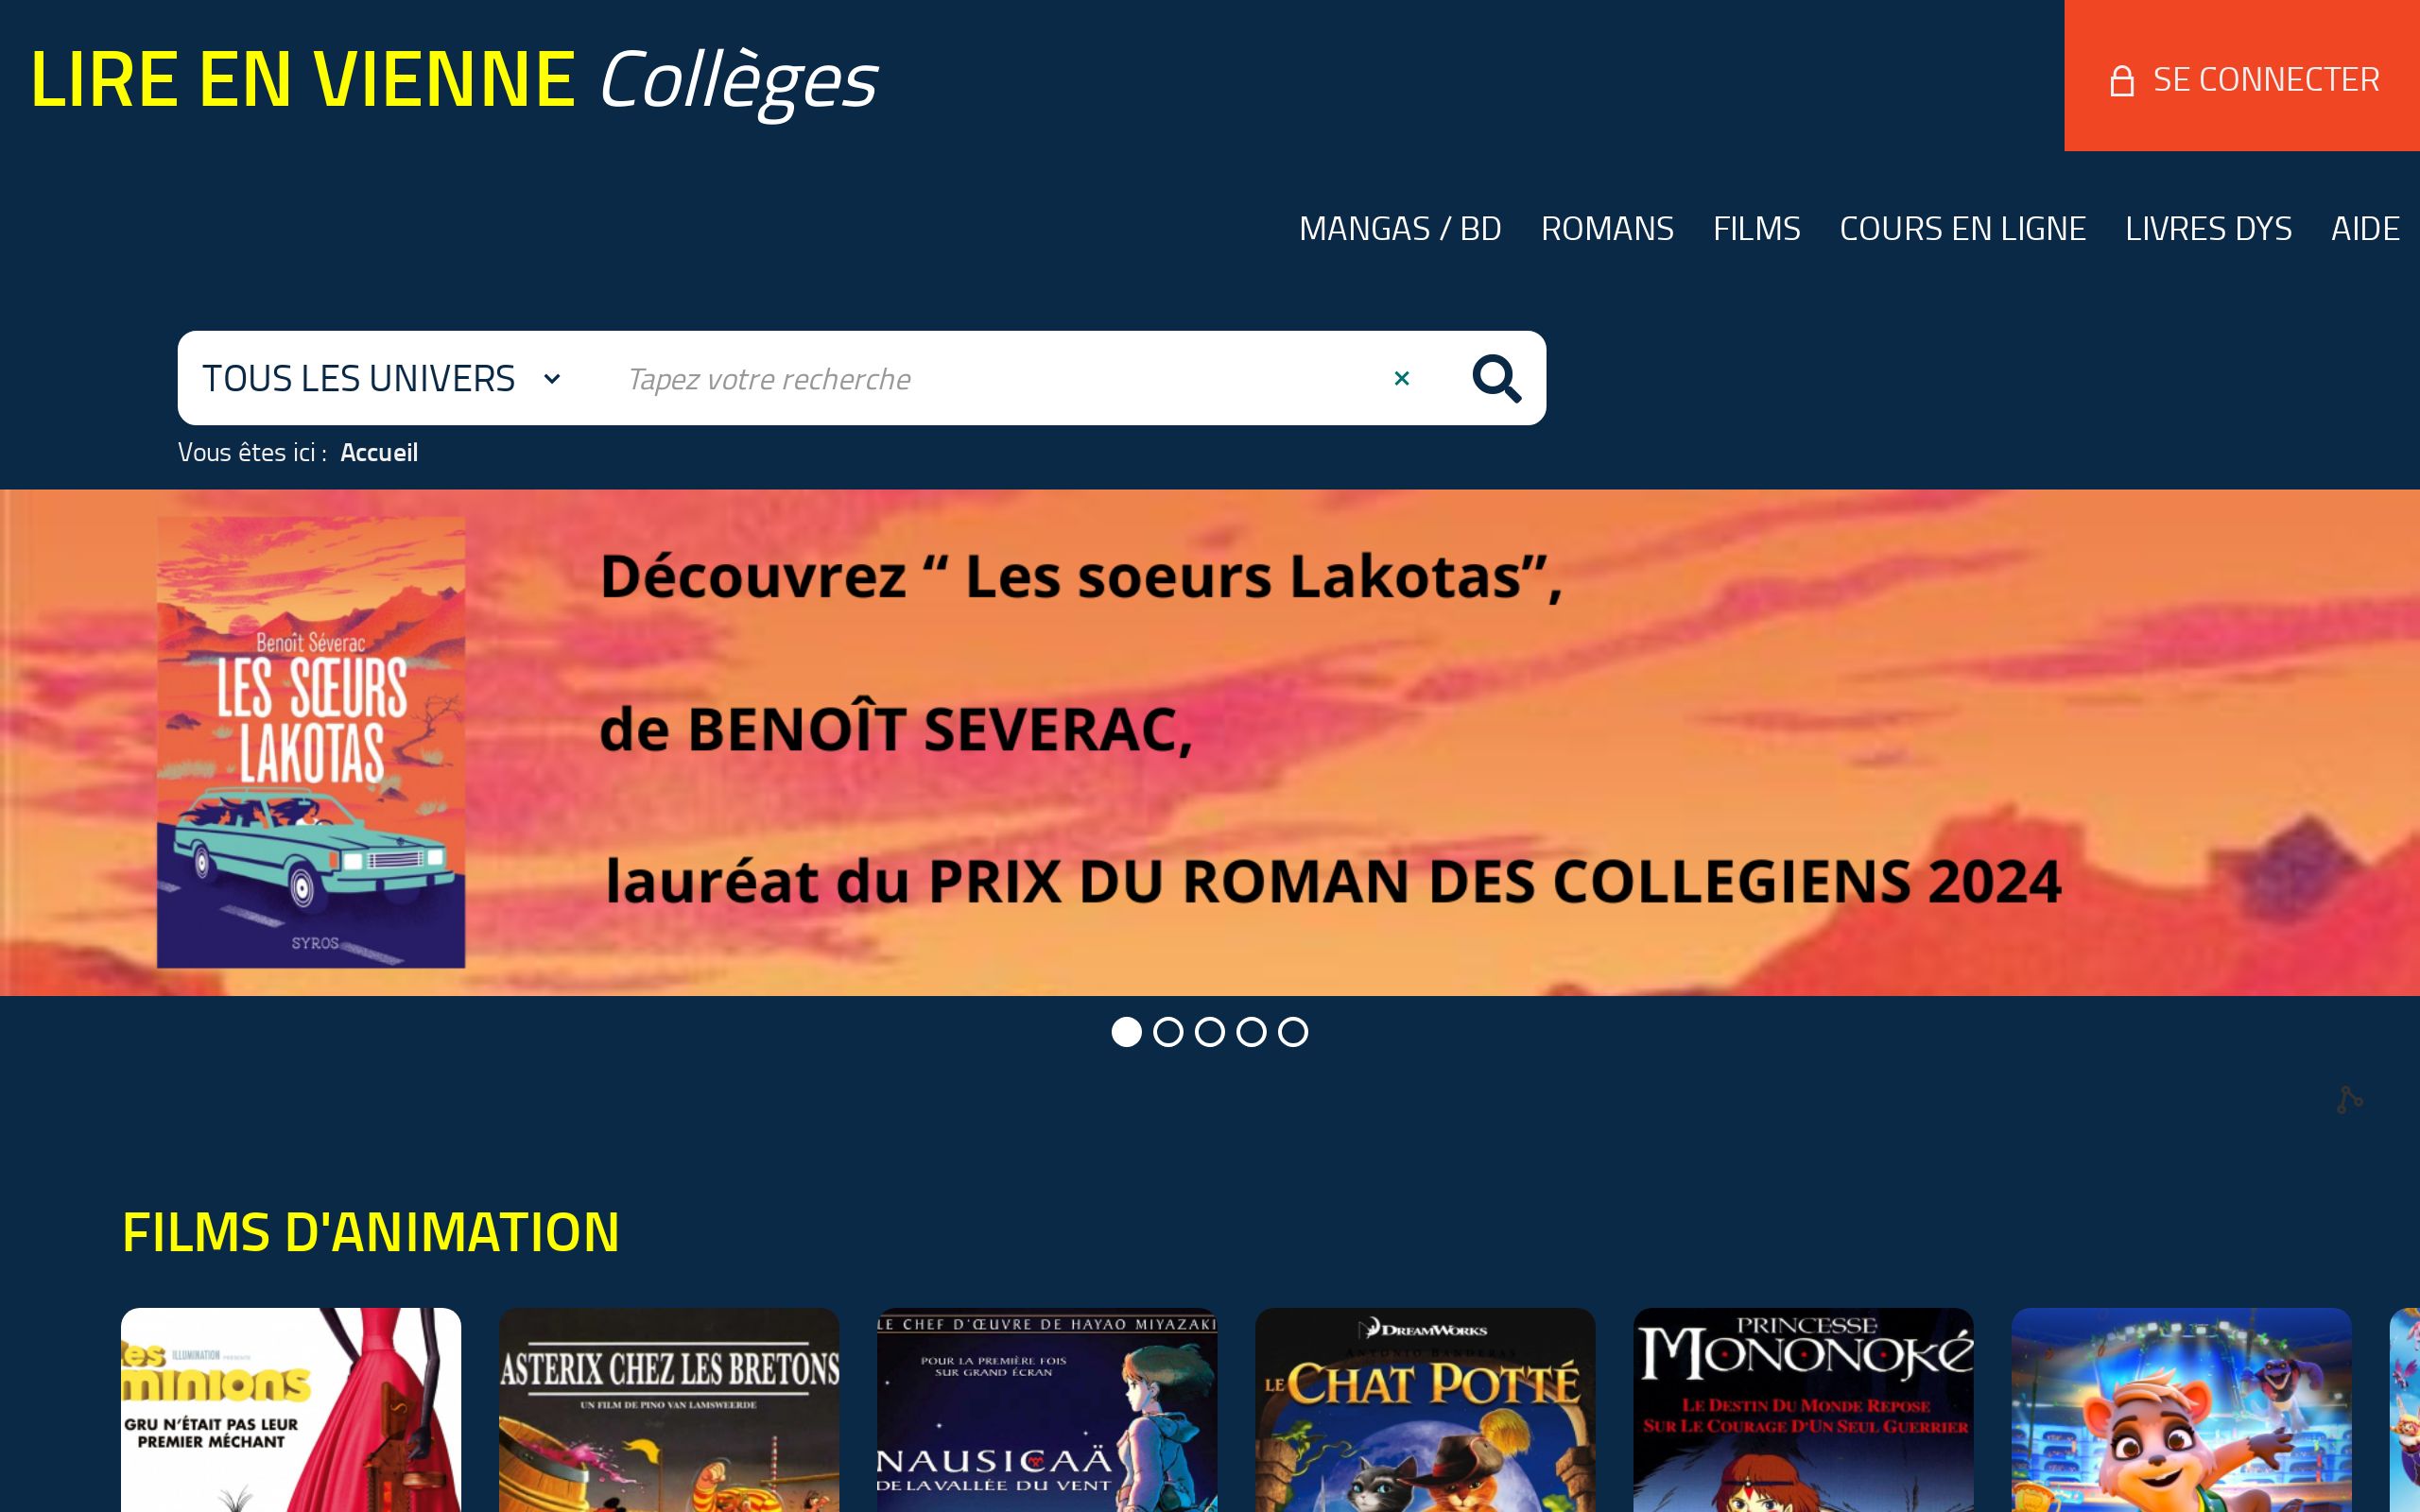 LIRE EN VIENNE Collèges
SE CONNECTER
MANGAS / BD ROMANS FILMS COURS EN LIGNE LIVRES DYS AIDE
TOUS LES UNIVERS Tapez votre recherche ×
Vous êtes ici : Accueil
Benoît Séverac
LES SŒURS
LAKOTAS
SYROS
Découvrez “ Les soeurs Lakotas”,
de BENOÎT SEVERAC,
lauréat du PRIX DU ROMAN DES COLLEGIENS 2024
FILMS D'ANIMATION
es ILLUMINATION PRÉSENTE
minions
GRU N'ÉTAIT PAS LEUR
PREMIER MÉCHANT
ASTERIX CHEZ LES BRETONS
UN FILM DE PINO VAN LAMSWEERDE
LE CHEF D'ŒUVRE DE HAYAO MIYAZAKI
POUR LA PREMIÈRE FOIS
SUR GRAND ÉCRAN
NAUSICAÄ
DE LA VALLÉE DU VENT
DREAMWORKS
ANTONIO BANDERAS
LE CHAT POTTÉ
PRINCESSE
MONONOKÉ
LE DESTIN DU MONDE REPOSE
SUR LE COURAGE D'UN SEUL GUERRIER